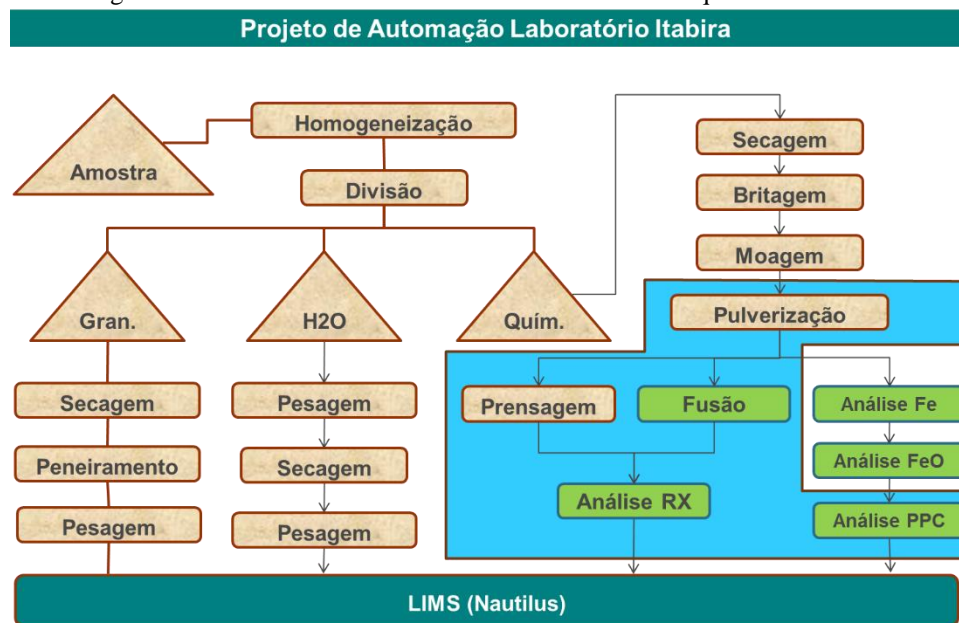 Projeto de Automação Laboratório Itabira
Amostra
Homogeneização
Divisão
Gran.
H2O
Quím.
Secagem
Peneiramento
Pesagem
Pesagem
Secagem
Pesagem
Secagem
Britagem
Moagem
Pulverização
Prensagem
Fusão
Análise RX
Análise Fe
Análise FeO
Análise PPC
LIMS (Nautilus)